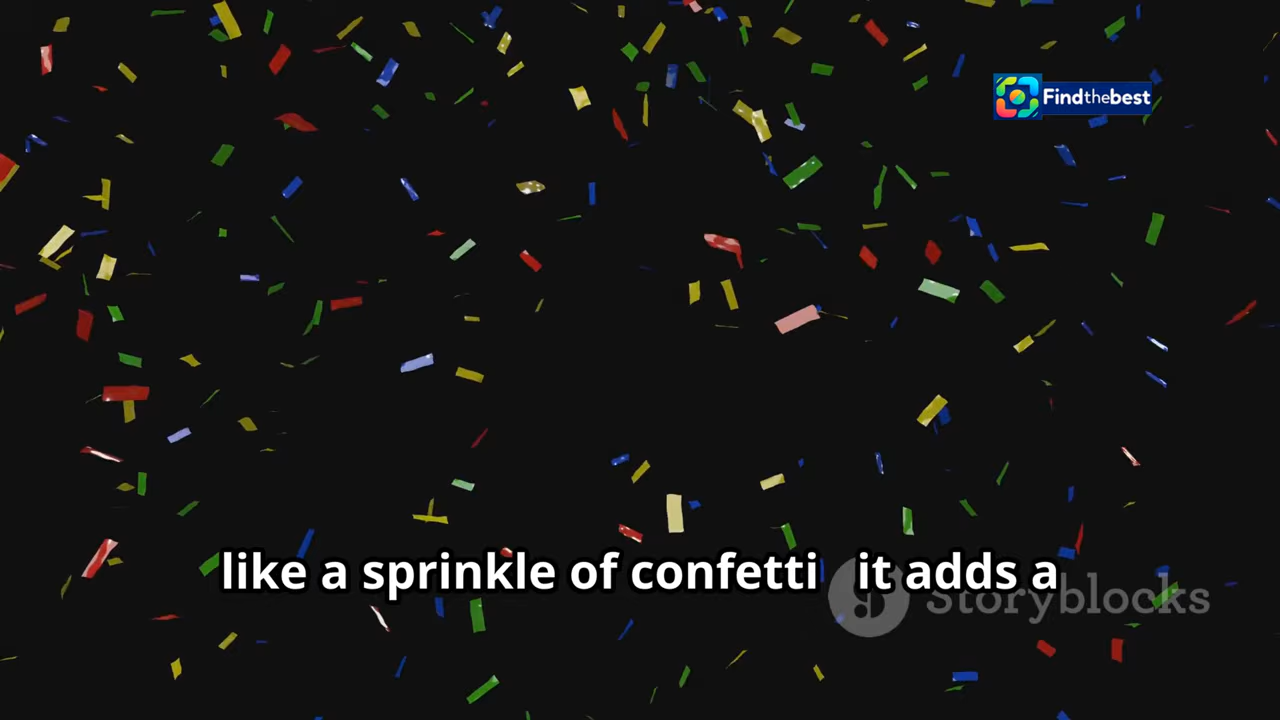 Findthebest
like a sprinkle of confetti it adds a
Storyblocks